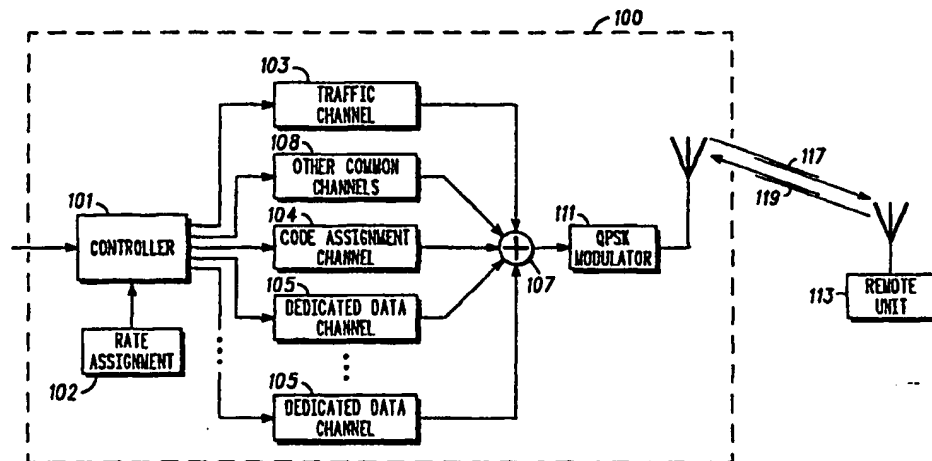 100
103
TRAFFIC
CHANNEL
108
OTHER COMMON
CHANNELS
101
CONTROLLER
104
CODE ASSIGNMENT
CHANNEL
105
DEDICATED DATA
CHANNEL
105
DEDICATED DATA
CHANNEL
RATE
ASSIGNMENT
102
107
111
QPSK
MODULATOR
117
119
113
REMOTE
UNIT